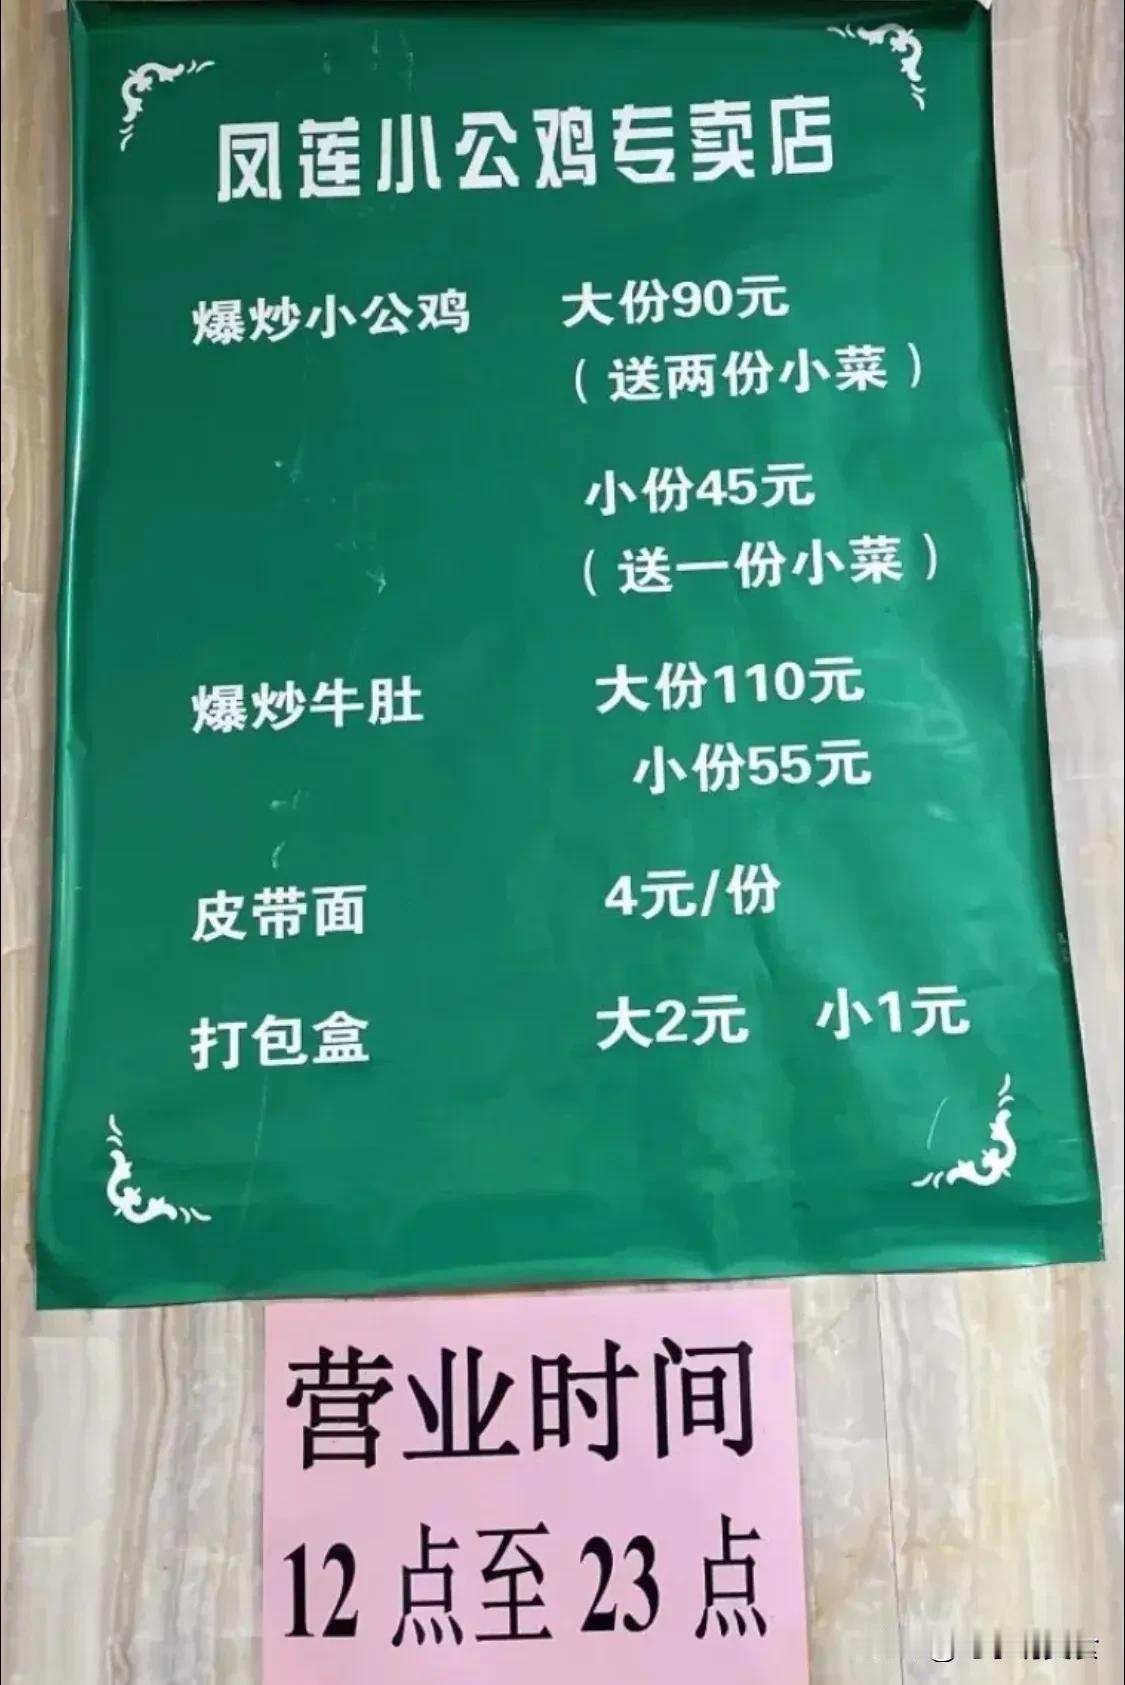 凤莲小公鸡专卖店
爆炒小公鸡 大份90元
（送两份小菜）
小份45元
（送一份小菜）
爆炒牛肚 大份110元
小份55元
皮带面 4元/份
打包盒 大2元 小1元
营业时间
12点至23点